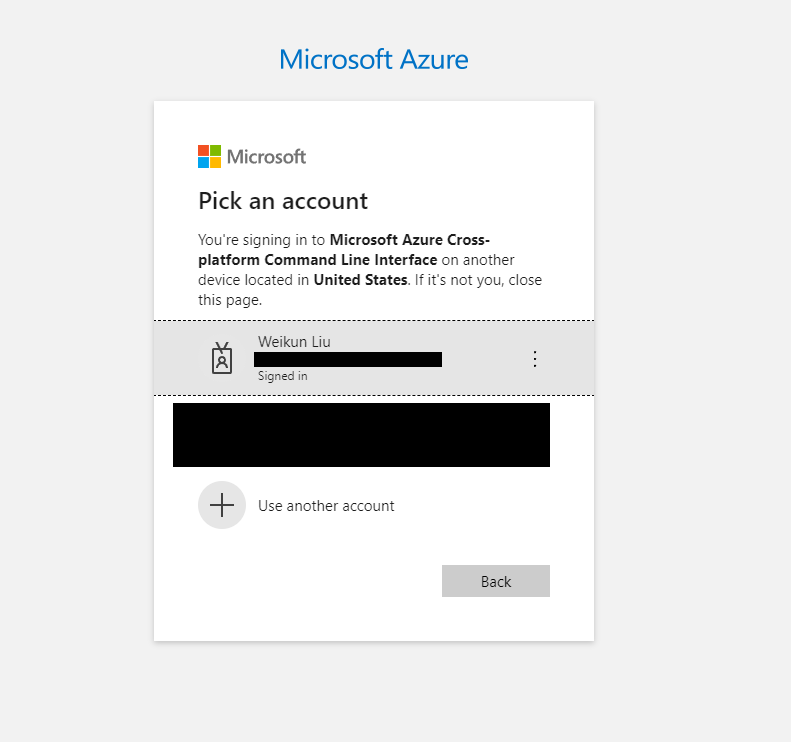 Microsoft Azure
Microsoft
Pick an account
You're signing in to Microsoft Azure Cross-
platform Command Line Interface on another
device located in United States. If it's not you, close
this page.
Weikun Liu
Signed in
Use another account
Back